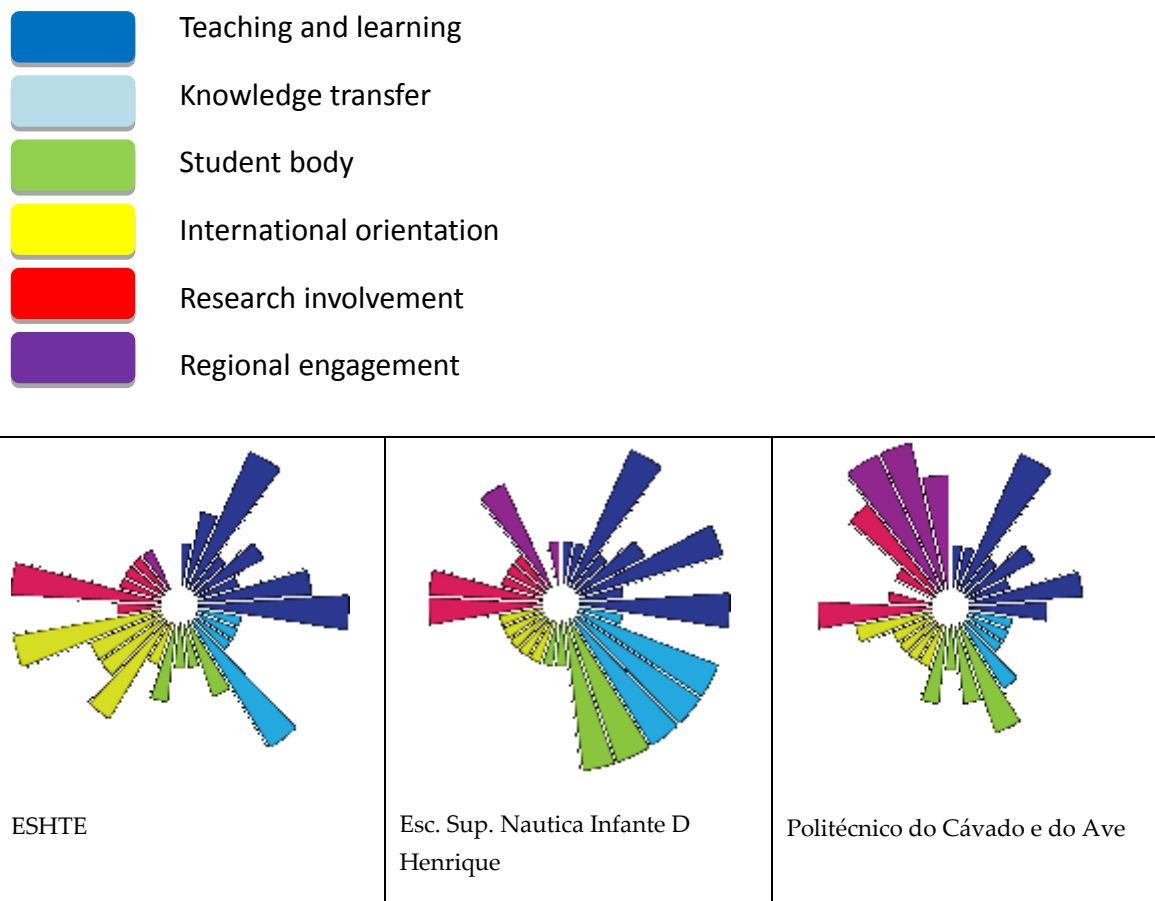 Teaching and learning
Knowledge transfer
Student body
International orientation
Research involvement
Regional engagement
ESHTE
Esc. Sup. Nautica Infante D
Henrique
Politécnico do Cávado e do Ave